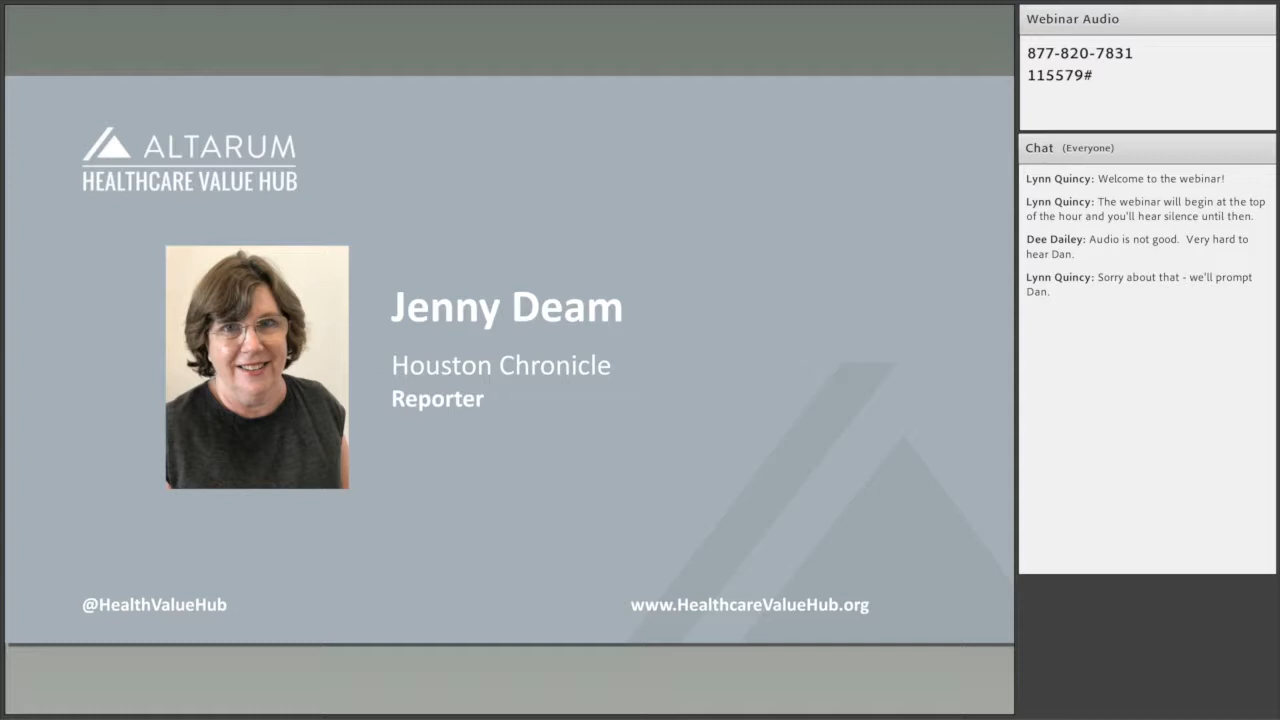 ALTARUM
HEALTHCARE VALUE HUB
Jenny Deam
Houston Chronicle
Reporter
@HealthValueHub
www.HealthcareValueHub.org
Webinar Audio
877-820-7831
115579#
Chat (Everyone)
Lynn Quincy: Welcome to the webinar!
Lynn Quincy: The webinar will begin at the top
of the hour and you'll hear silence until then.
Dee Dailey: Audio is not good. Very hard to
hear Dan.
Lynn Quincy: Sorry about that - we'll prompt
Dan.